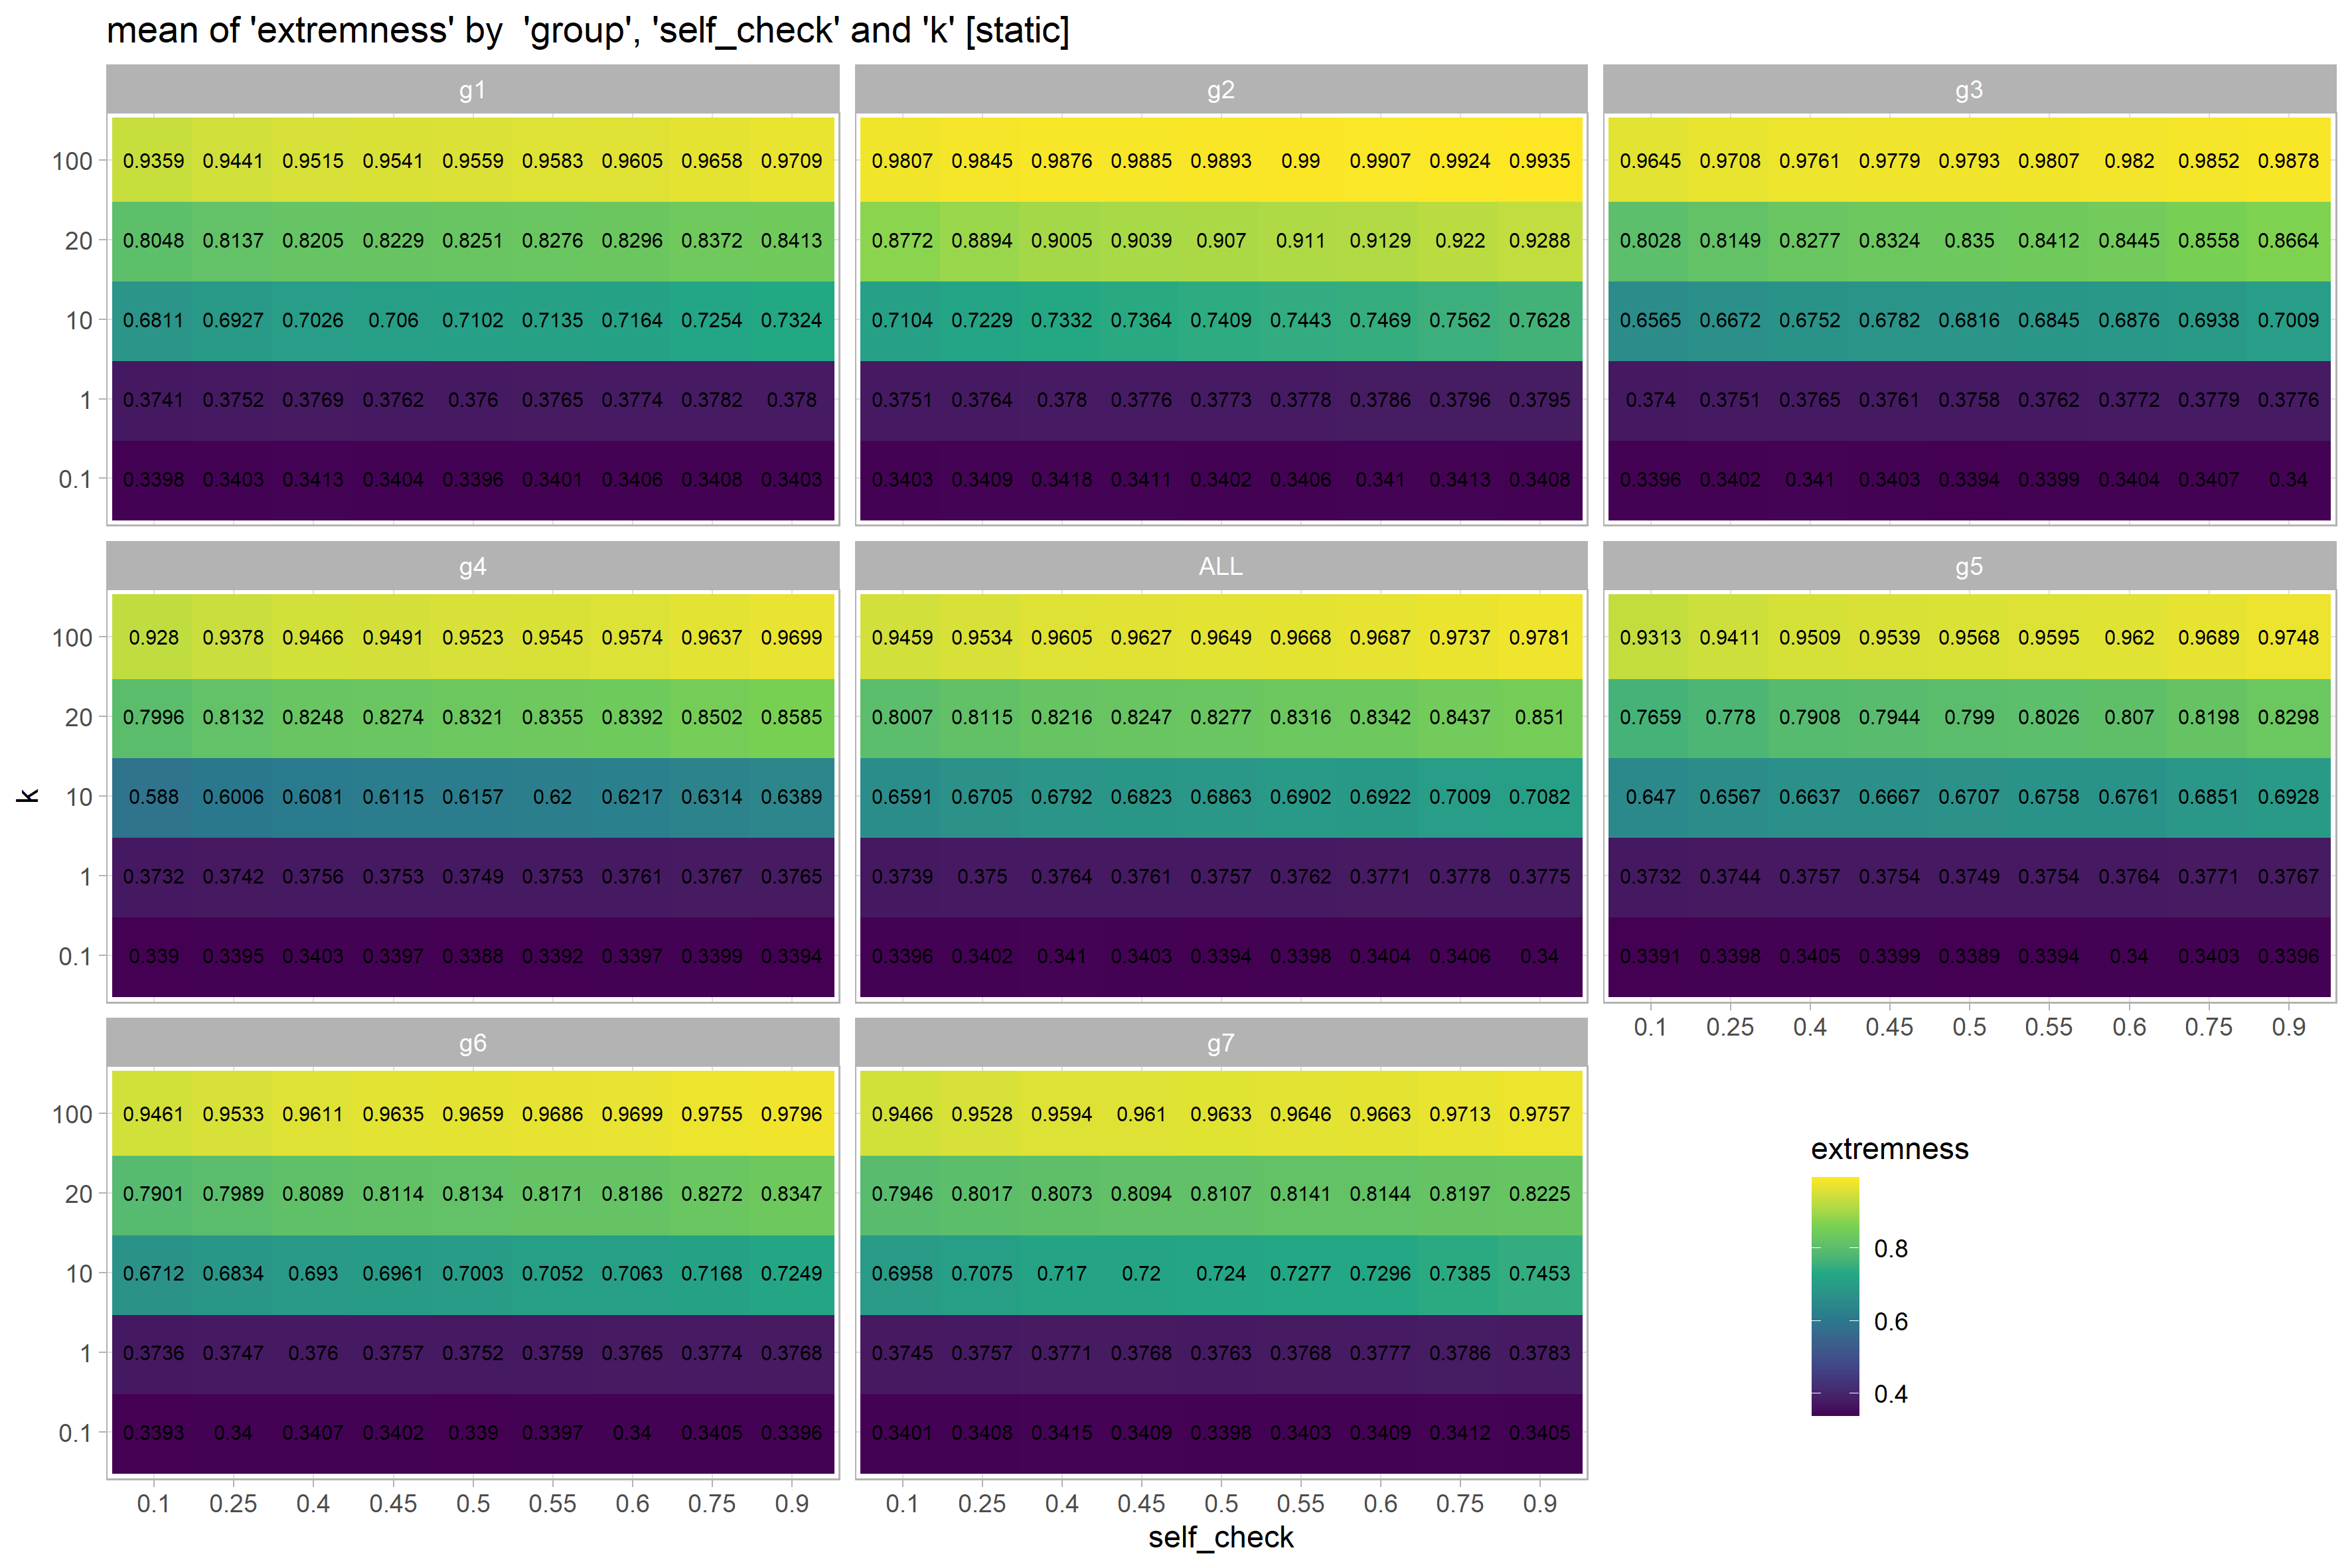 mean of 'extremness' by  'group', 'self_check' and 'k' [static]
g1 g2 g3
100 0.9359 0.9441 0.9515 0.9541 0.9559 0.9583 0.9605 0.9658 0.9709 0.9807 0.9845 0.9876 0.9885 0.9893 0.99 0.9907 0.9924 0.9935 0.9645 0.9708 0.9761 0.9779 0.9793 0.9807 0.982 0.9852 0.9878
20 0.8048 0.8137 0.8205 0.8229 0.8251 0.8276 0.8296 0.8372 0.8413 0.8772 0.8894 0.9005 0.9039 0.907 0.911 0.9129 0.922 0.9288 0.8028 0.8149 0.8277 0.8324 0.835 0.8412 0.8445 0.8558 0.8664
10 0.6811 0.6927 0.7026 0.706 0.7102 0.7135 0.7164 0.7254 0.7324 0.7104 0.7229 0.7332 0.7364 0.7409 0.7443 0.7469 0.7562 0.7628 0.6565 0.6672 0.6752 0.6782 0.6816 0.6845 0.6876 0.6938 0.7009
1 0.3741 0.3752 0.3769 0.3762 0.376 0.3765 0.3774 0.3782 0.378 0.3751 0.3764 0.378 0.3776 0.3773 0.3778 0.3786 0.3796 0.3795 0.374 0.3751 0.3765 0.3761 0.3758 0.3762 0.3772 0.3779 0.3776
0.1 0.3398 0.3403 0.3413 0.3404 0.3396 0.3401 0.3406 0.3408 0.3403 0.3403 0.3409 0.3418 0.3411 0.3402 0.3406 0.341 0.3413 0.3408 0.3396 0.3402 0.341 0.3403 0.3394 0.3399 0.3404 0.3407 0.34
g4 ALL g5
100 0.928 0.9378 0.9466 0.9491 0.9523 0.9545 0.9574 0.9637 0.9699 0.9459 0.9534 0.9605 0.9627 0.9649 0.9668 0.9687 0.9737 0.9781 0.9313 0.9411 0.9509 0.9539 0.9568 0.9595 0.962 0.9689 0.9748
20 0.7996 0.8132 0.8248 0.8274 0.8321 0.8355 0.8392 0.8502 0.8585 0.8007 0.8115 0.8216 0.8247 0.8277 0.8316 0.8342 0.8437 0.851 0.7659 0.778 0.7908 0.7944 0.799 0.8026 0.807 0.8198 0.8298
k
10 0.588 0.6006 0.6081 0.6115 0.6157 0.62 0.6217 0.6314 0.6389 0.6591 0.6705 0.6792 0.6823 0.6863 0.6902 0.6922 0.7009 0.7082 0.647 0.6567 0.6637 0.6667 0.6707 0.6758 0.6761 0.6851 0.6928
1 0.3732 0.3742 0.3756 0.3753 0.3749 0.3753 0.3761 0.3767 0.3765 0.3739 0.375 0.3764 0.3761 0.3757 0.3762 0.3771 0.3778 0.3775 0.3732 0.3744 0.3757 0.3754 0.3749 0.3754 0.3764 0.3771 0.3767
0.1 0.339 0.3395 0.3403 0.3397 0.3388 0.3392 0.3397 0.3399 0.3394 0.3396 0.3402 0.341 0.3403 0.3394 0.3398 0.3404 0.3406 0.34 0.3391 0.3398 0.3405 0.3399 0.3389 0.3394 0.34 0.3403 0.3396
0.1 0.25 0.4 0.45 0.5 0.55 0.6 0.75 0.9
g6 g7
100 0.9461 0.9533 0.9611 0.9635 0.9659 0.9686 0.9699 0.9755 0.9796 0.9466 0.9528 0.9594 0.961 0.9633 0.9646 0.9663 0.9713 0.9757
20 0.7901 0.7989 0.8089 0.8114 0.8134 0.8171 0.8186 0.8272 0.8347 0.7946 0.8017 0.8073 0.8094 0.8107 0.8141 0.8144 0.8197 0.8225
10 0.6712 0.6834 0.693 0.6961 0.7003 0.7052 0.7063 0.7168 0.7249 0.6958 0.7075 0.717 0.72 0.724 0.7277 0.7296 0.7385 0.7453
1 0.3736 0.3747 0.376 0.3757 0.3752 0.3759 0.3765 0.3774 0.3768 0.3745 0.3757 0.3771 0.3768 0.3763 0.3768 0.3777 0.3786 0.3783
0.1 0.3393 0.34 0.3407 0.3402 0.339 0.3397 0.34 0.3405 0.3396 0.3401 0.3408 0.3415 0.3409 0.3398 0.3403 0.3409 0.3412 0.3405
0.1 0.25 0.4 0.45 0.5 0.55 0.6 0.75 0.9 0.1 0.25 0.4 0.45 0.5 0.55 0.6 0.75 0.9
self_check
extremness
0.8
0.6
0.4